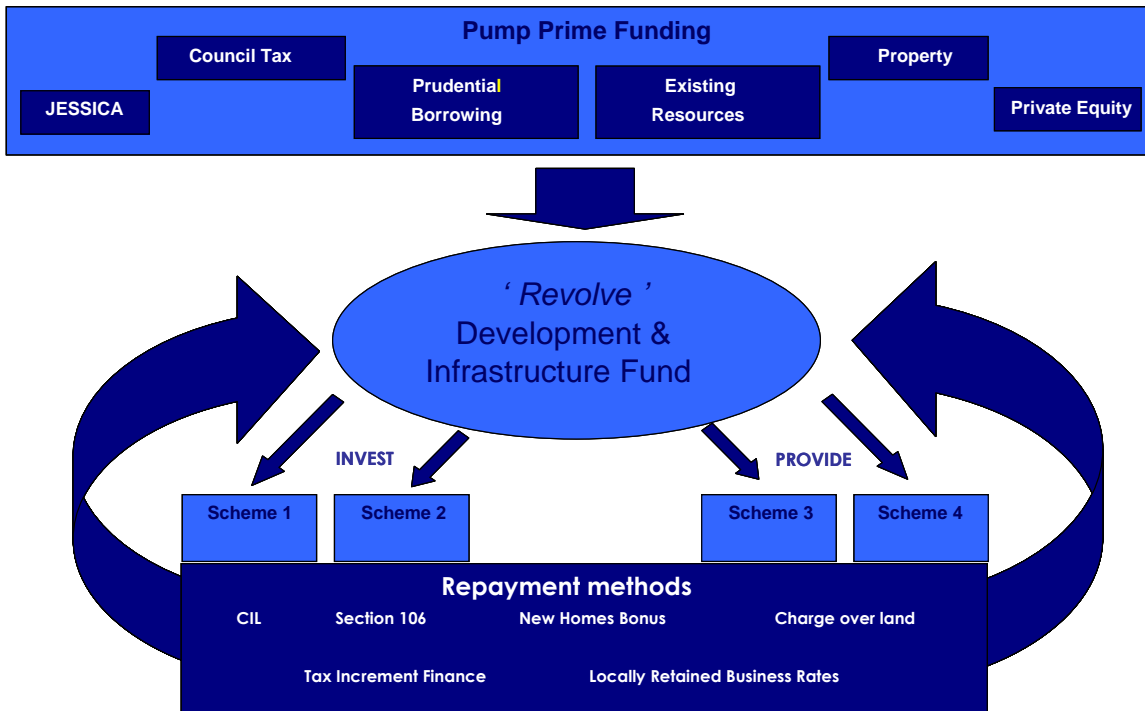 Pump Prime Funding
Council Tax
Property
Prudential
Borrowing
Existing
Resources
JESSICA
Private Equity
‘ Revolve ’
Development &
Infrastructure Fund
INVEST
PROVIDE
Scheme 1
Scheme 2
Scheme 3
Scheme 4
Repayment methods
CIL
Section 106
New Homes Bonus
Charge over land
Tax Increment Finance
Locally Retained Business Rates